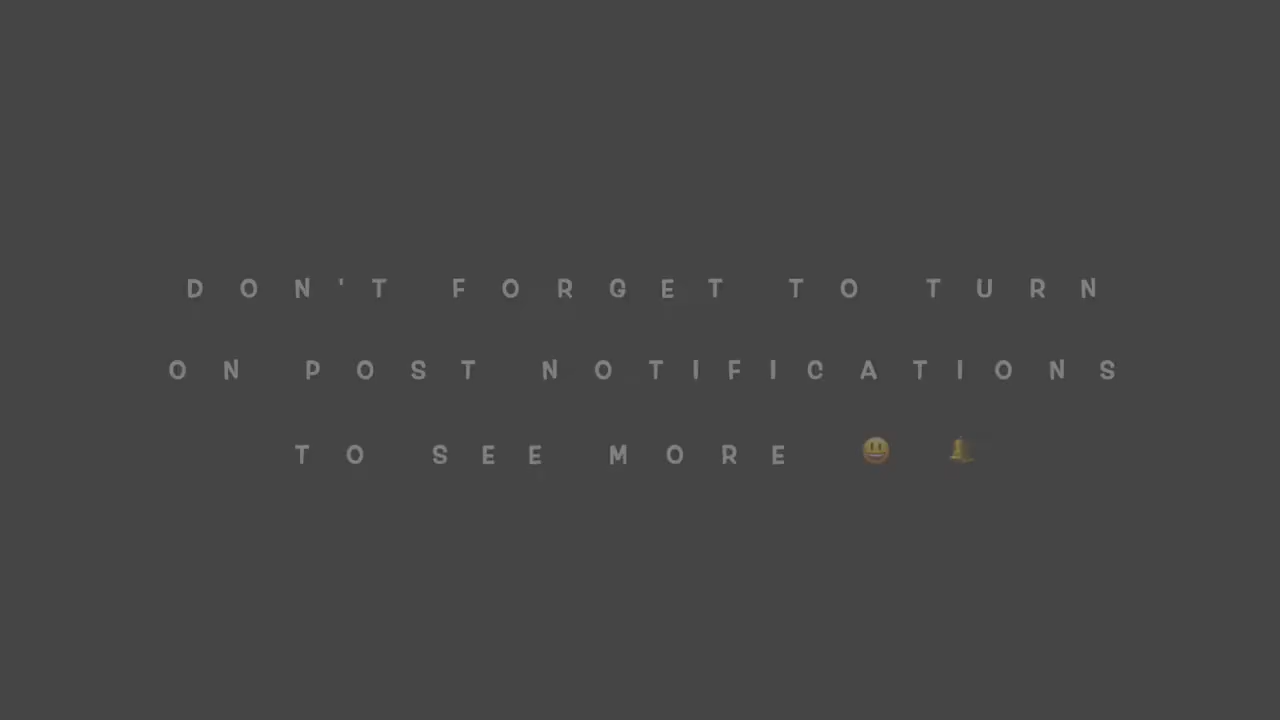 DON'T FORGET TO TURN
ON POST NOTIFICATIONS
TO SEE MORE 😃 🔔